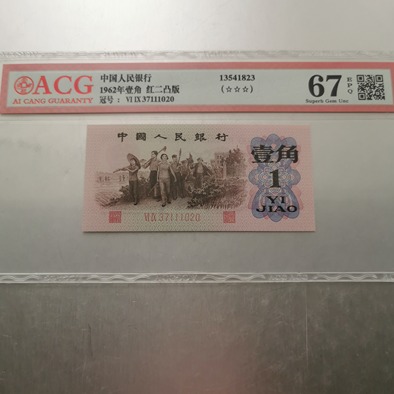 ACG
AI CANG GUARANTY
中国人民银行
1962年壹角 红二凸版
冠号：VI IX 37111020
13541823
(☆☆☆)
67 EPQ
Superb Gem Unc
中國人民銀行
VI IX 37111020
壹角
1
YI
JIAO